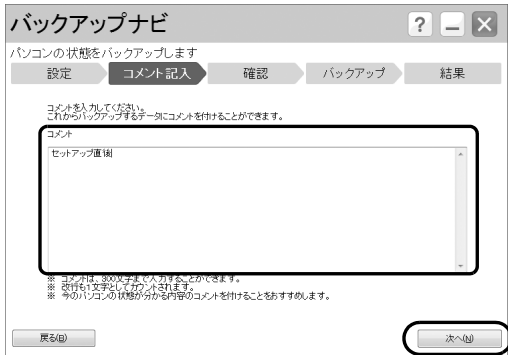 バックアップナビ
? － ×
パソコンの状態をバックアップします
設定 コメント記入 確認 バックアップ 結果
コメントを入力してください。
これからバックアップするデータにコメントを付けることができます。
コメント
セットアップ直後
※ コメントは、300文字まで入力することができます。
※ 改行も1文字としてカウントされます。
※ 今のパソコンの状態が分かる内容のコメントを付けることをおすすめします。
戻る(B) 次へ(N)